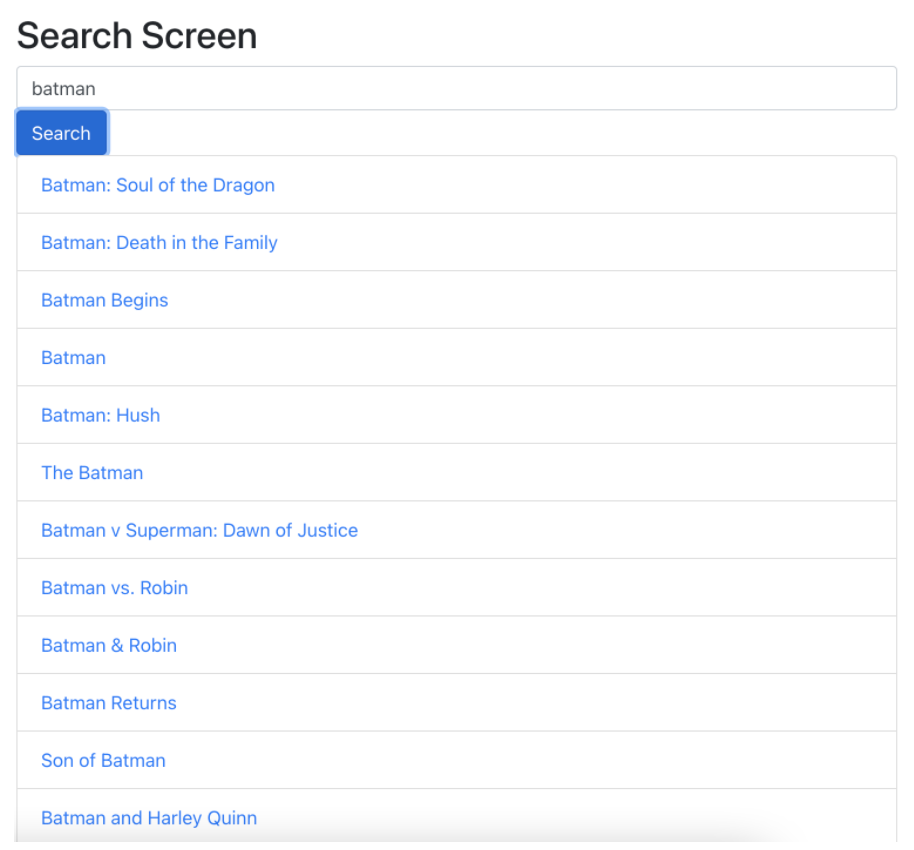 Search Screen
batman
Search
Batman: Soul of the Dragon
Batman: Death in the Family
Batman Begins
Batman
Batman: Hush
The Batman
Batman v Superman: Dawn of Justice
Batman vs. Robin
Batman & Robin
Batman Returns
Son of Batman
Batman and Harley Quinn